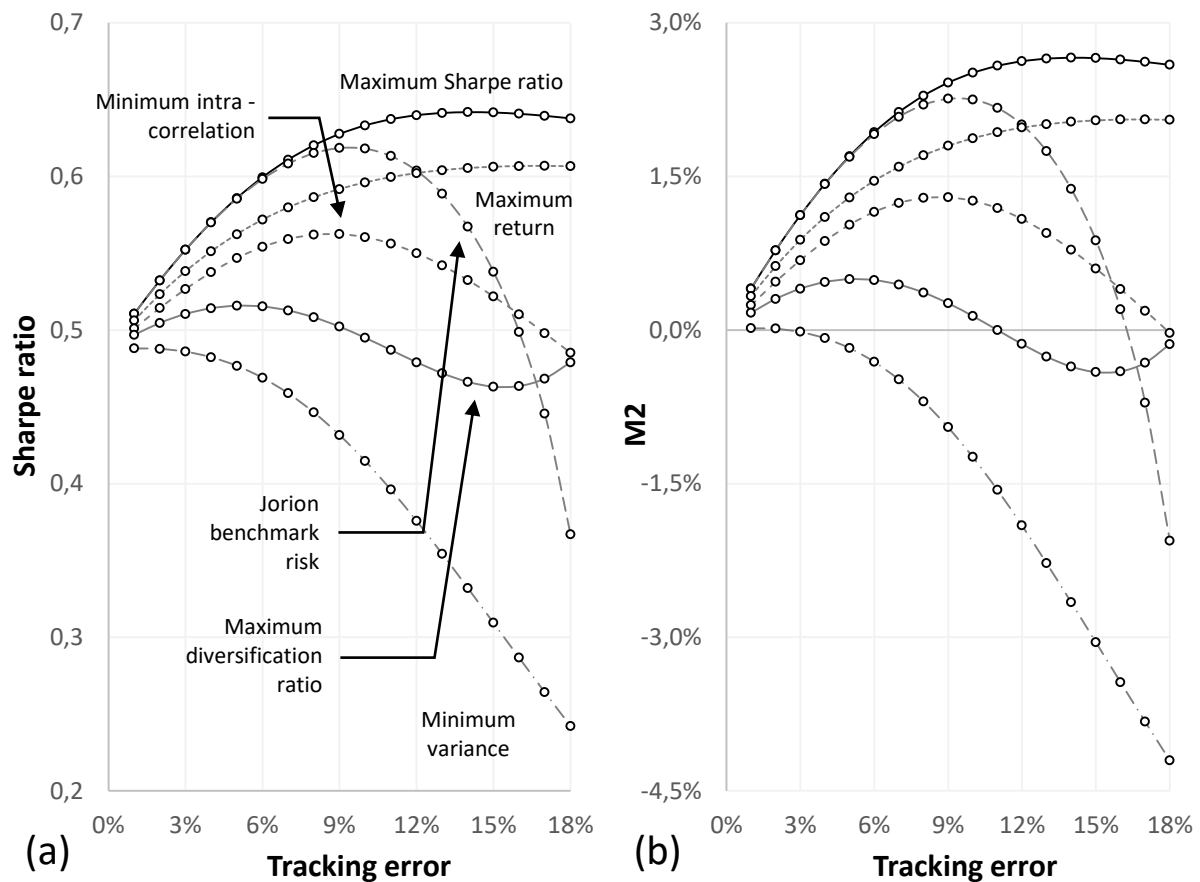 0,7
0,6
0,5
0,4
0,3
0,2
Sharpe ratio
Maximum Sharpe ratio
Minimum intra -
correlation
Maximum
return
Jorion
benchmark
risk
Maximum
diversification
ratio
Minimum
variance
0% 3% 6% 9% 12% 15% 18%
(a)
Tracking error
3,0%
1,5%
0,0%
-1,5%
-3,0%
-4,5%
M2
0% 3% 6% 9% 12% 15% 18%
(b)
Tracking error